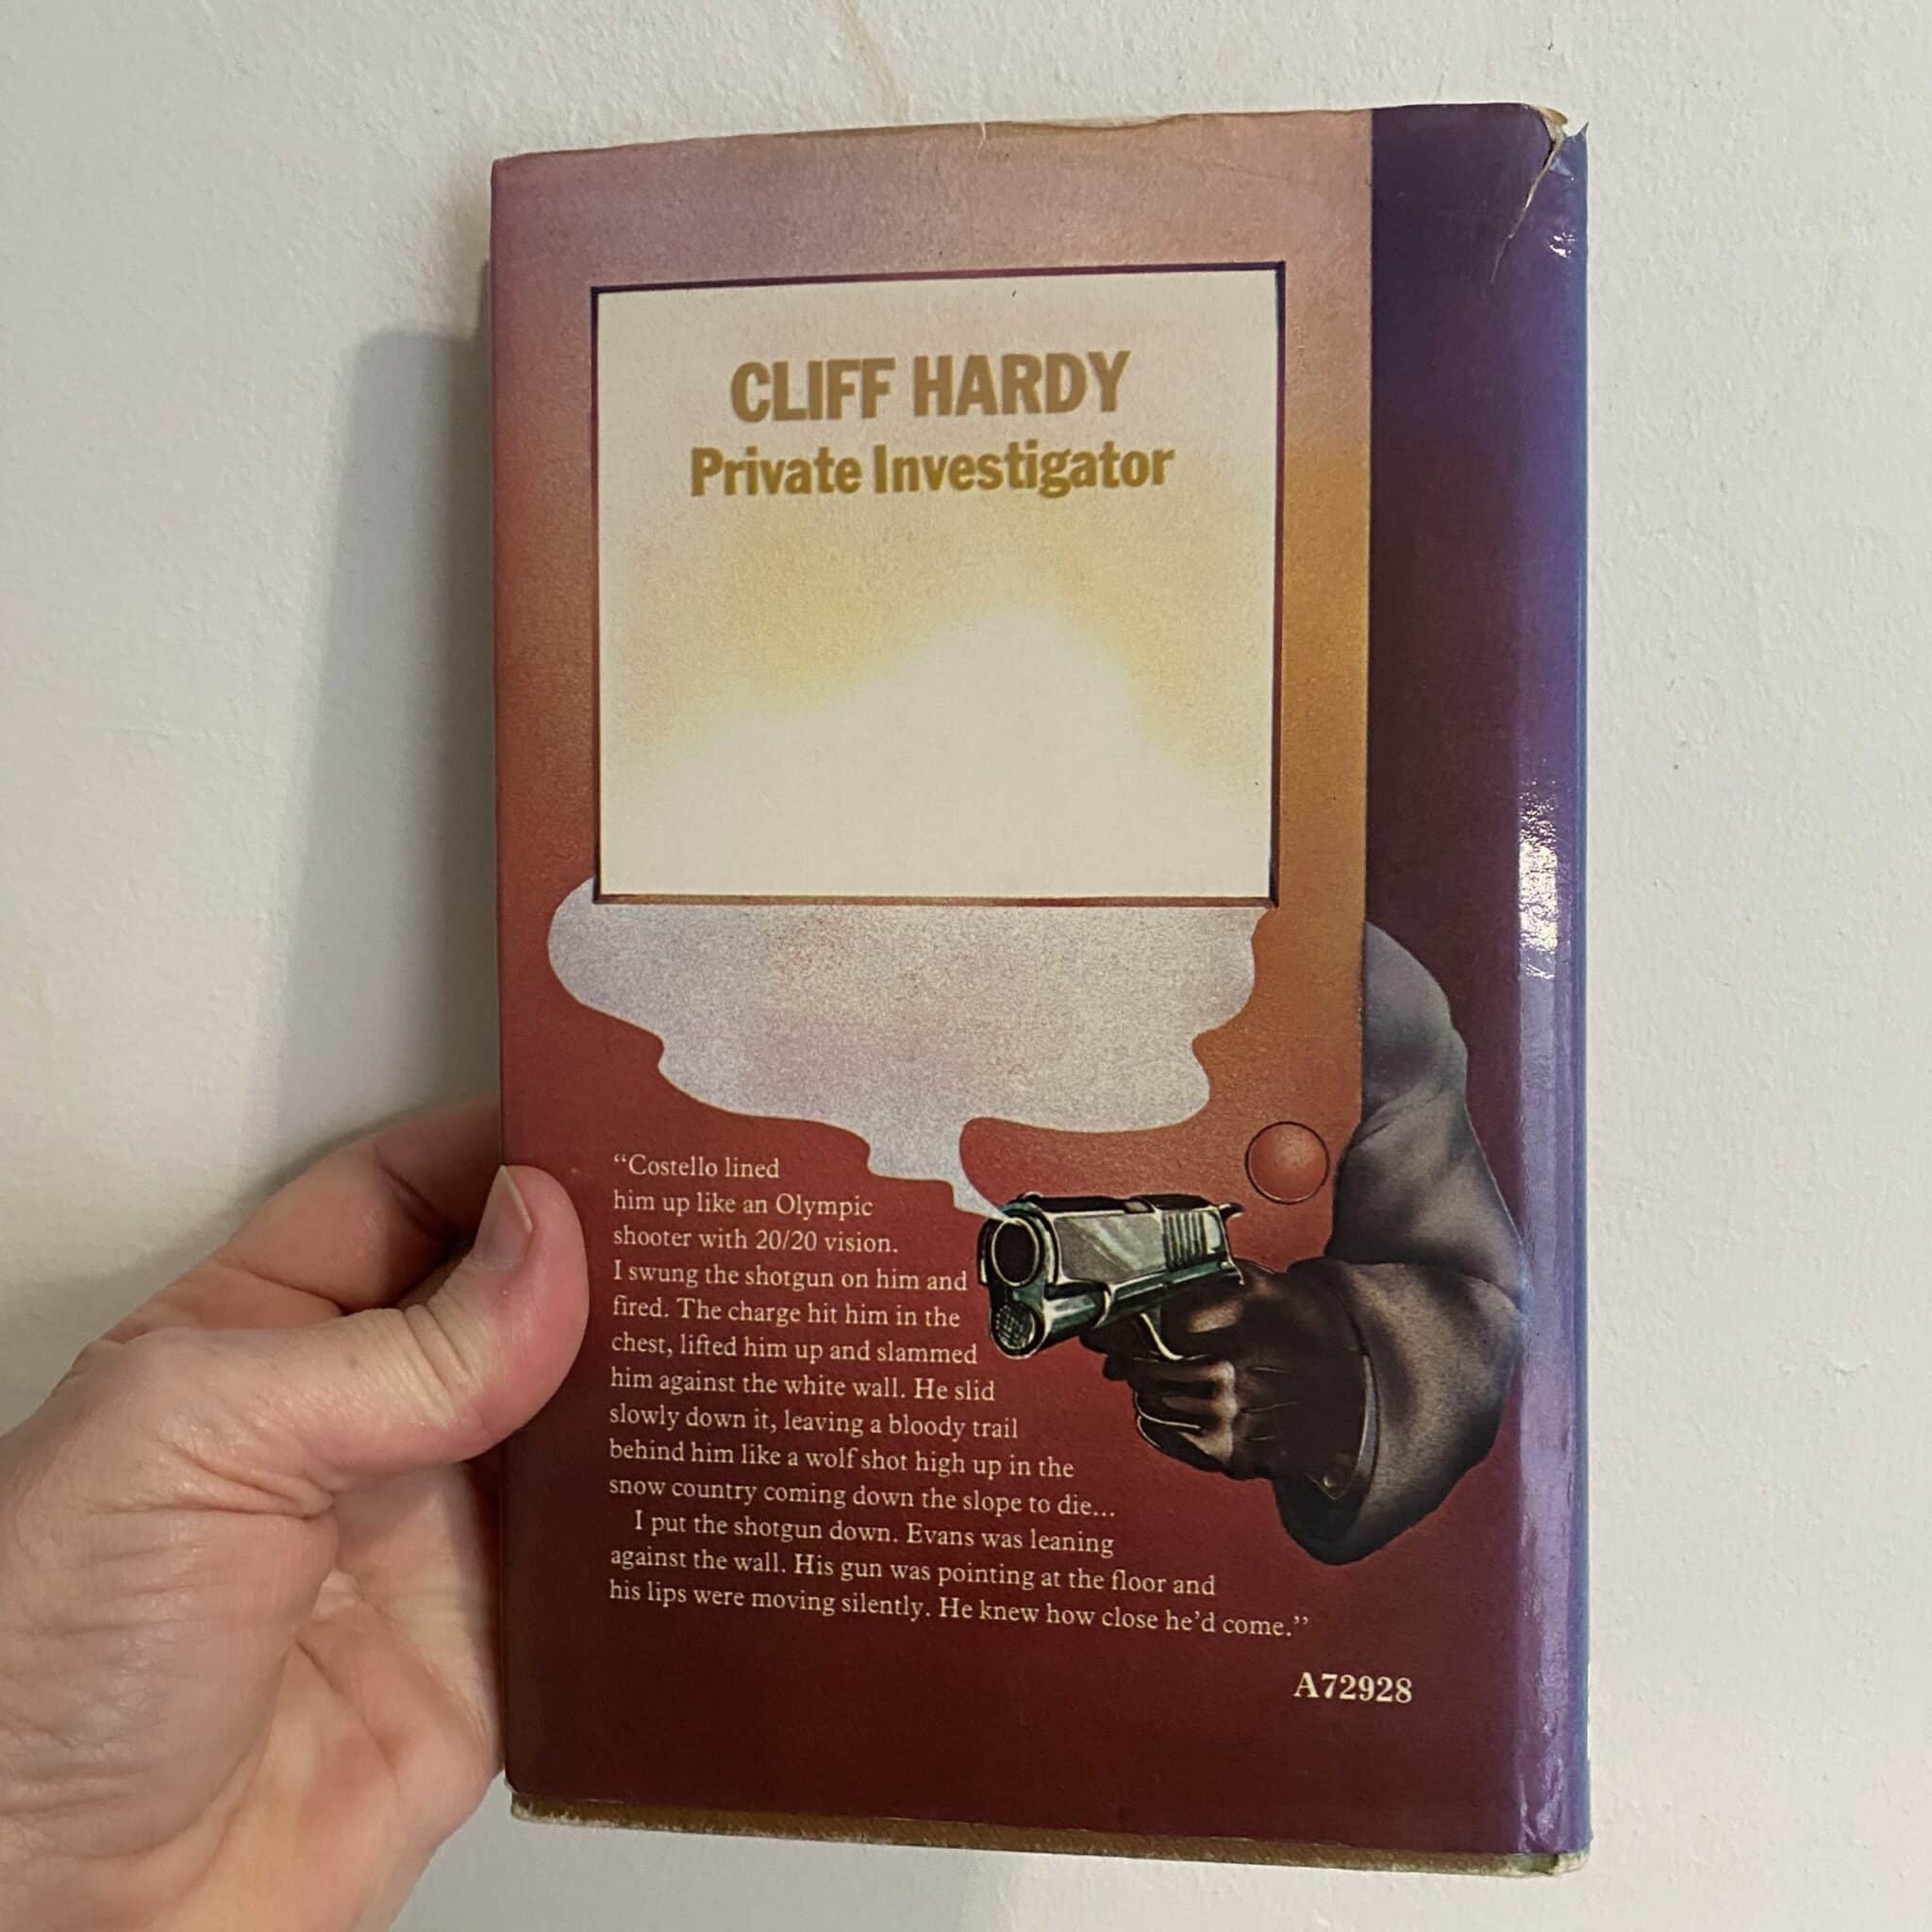 CLIFF HARDY
Private Investigator
“Costello lined
him up like an Olympic
shooter with 20/20 vision.
I swung the shotgun on him and
fired. The charge hit him in the
chest, lifted him up and slammed
him against the white wall. He slid
slowly down it, leaving a bloody trail
behind him like a wolf shot high up in the
snow country coming down the slope to die...
I put the shotgun down. Evans was leaning
against the wall. His gun was pointing at the floor and
his lips were moving silently. He knew how close he’d come.”
A72928